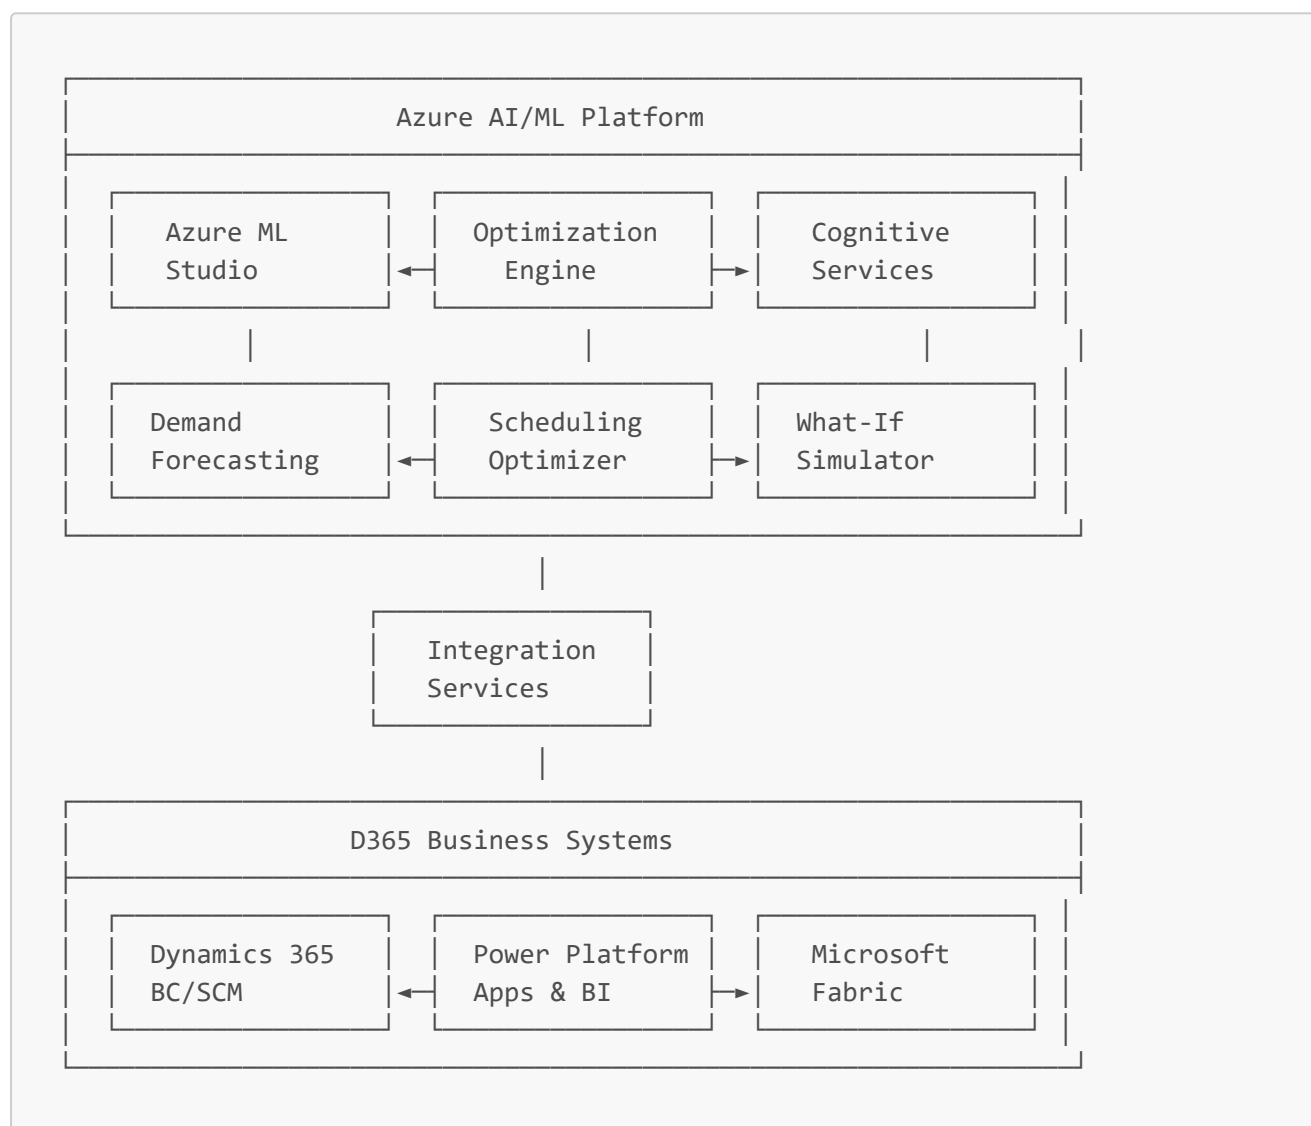 Azure AI/ML Platform
Azure ML Optimization Cognitive
Studio Engine Services
Demand Scheduling What-If
Forecasting Optimizer Simulator
Integration
Services
D365 Business Systems
Dynamics 365 Power Platform Microsoft
BC/SCM Apps & BI Fabric